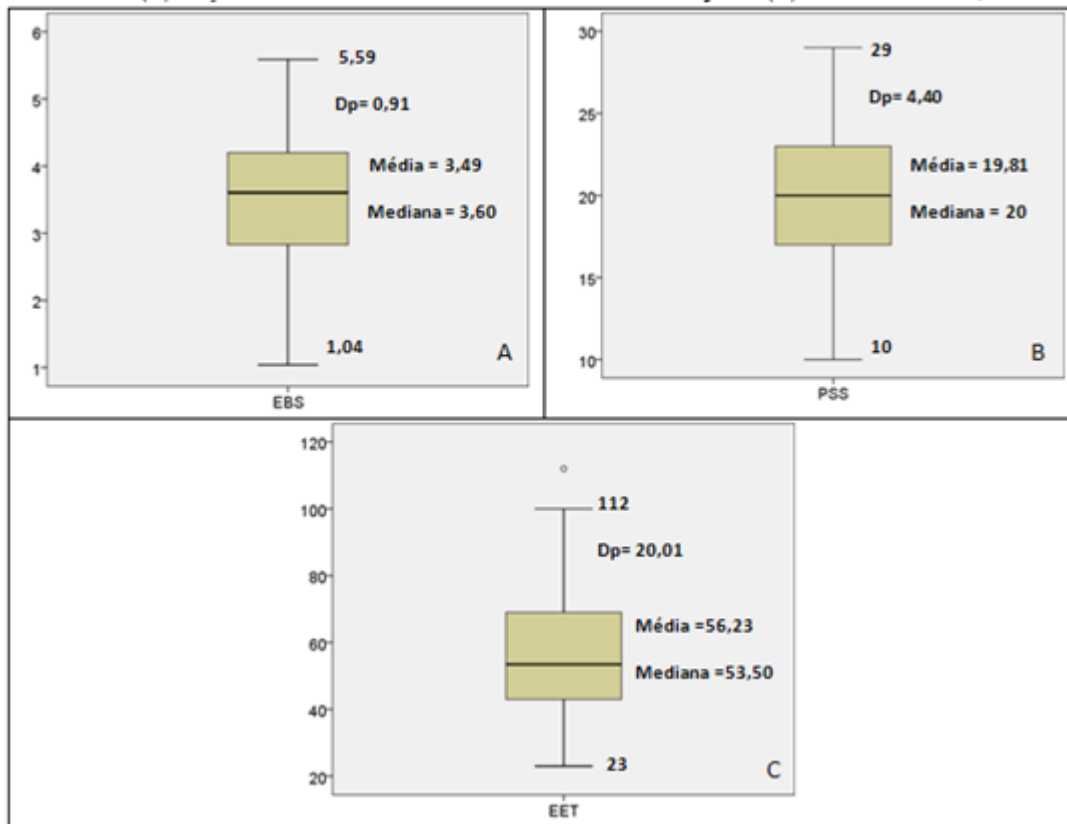 6
5
4
3
2
1
5,59
Dp= 0,91
Média = 3,49
Mediana = 3,60
1,04
A
EBS
30
25
20
15
10
29
Dp= 4,40
Média = 19,81
Mediana = 20
10
B
PSS
120
100
80
60
40
20
112
Dp= 20,01
Média =56,23
Mediana =53,50
23
C
EET